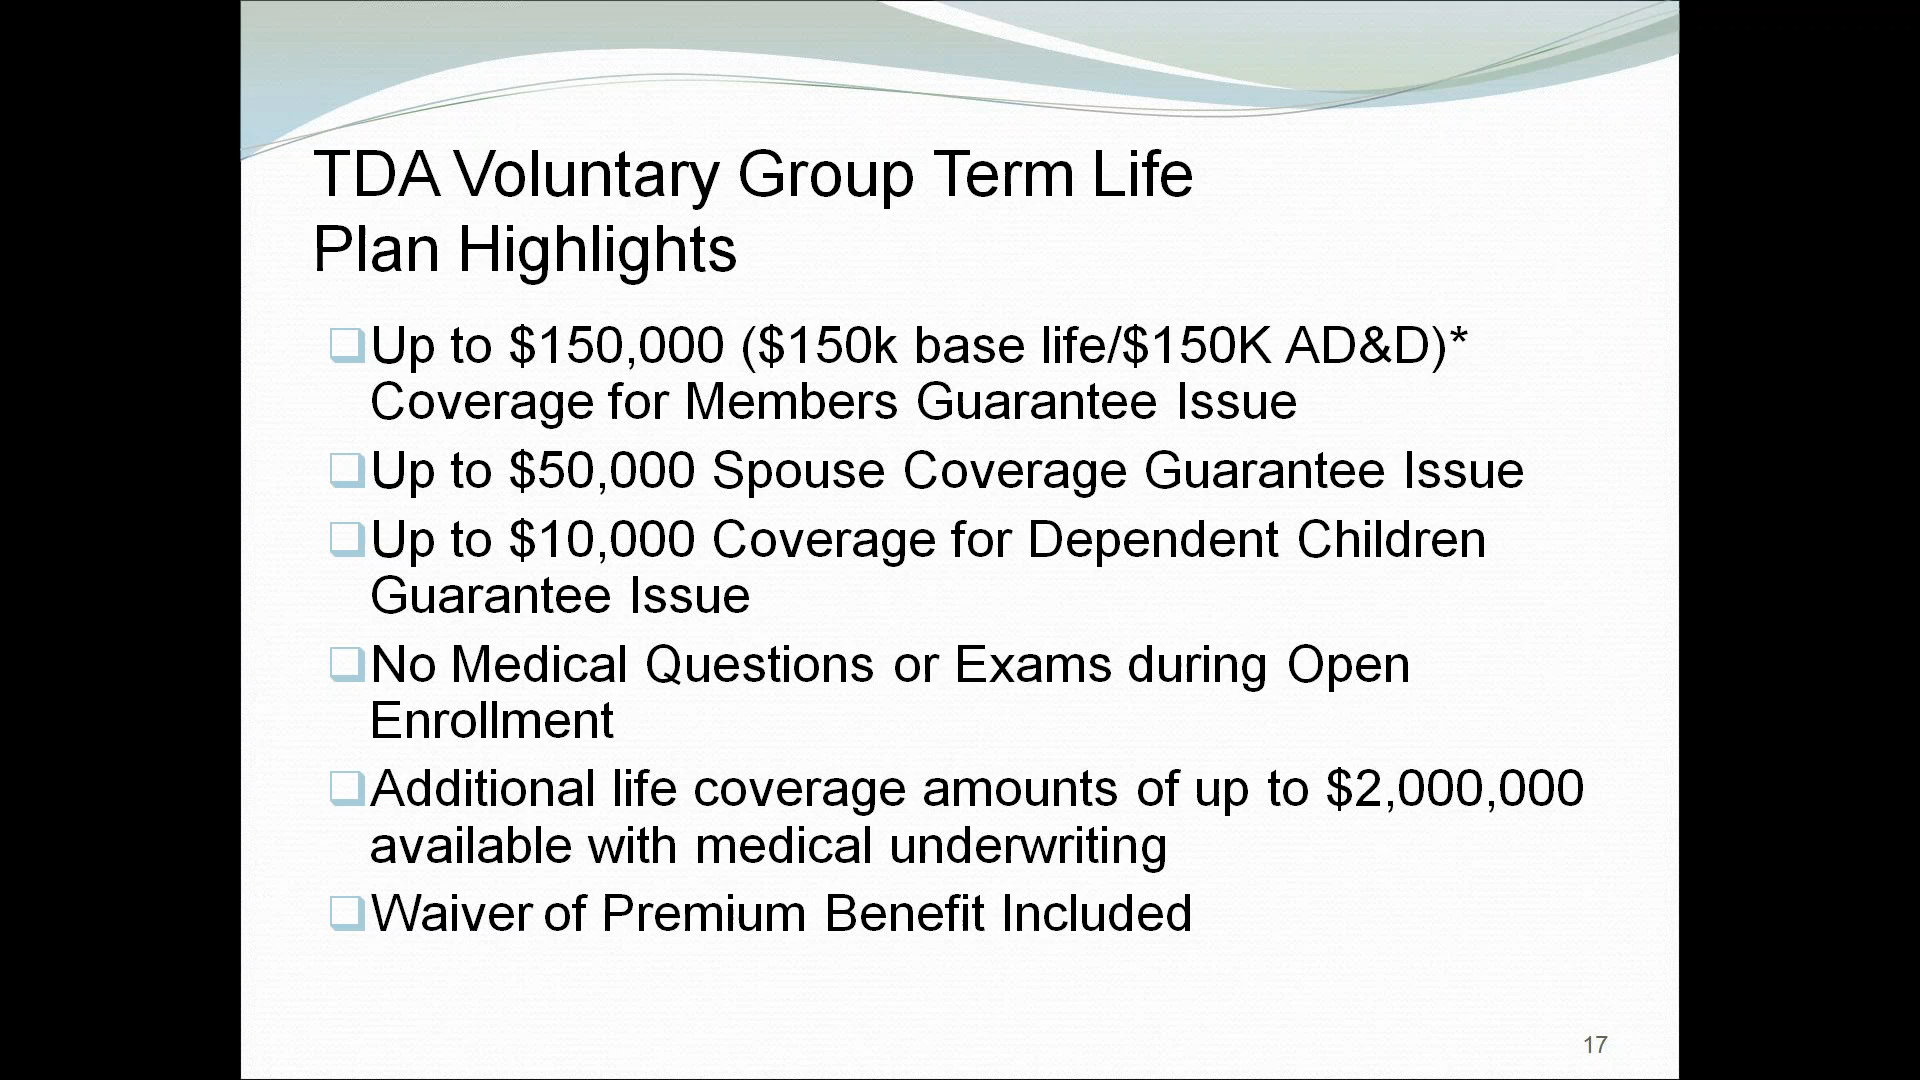 TDA Voluntary Group Term Life
Plan Highlights
Up to $150,000 ($150k base life/$150K AD&D)*
Coverage for Members Guarantee Issue
Up to $50,000 Spouse Coverage Guarantee Issue
Up to $10,000 Coverage for Dependent Children
Guarantee Issue
No Medical Questions or Exams during Open
Enrollment
Additional life coverage amounts of up to $2,000,000
available with medical underwriting
Waiver of Premium Benefit Included
17